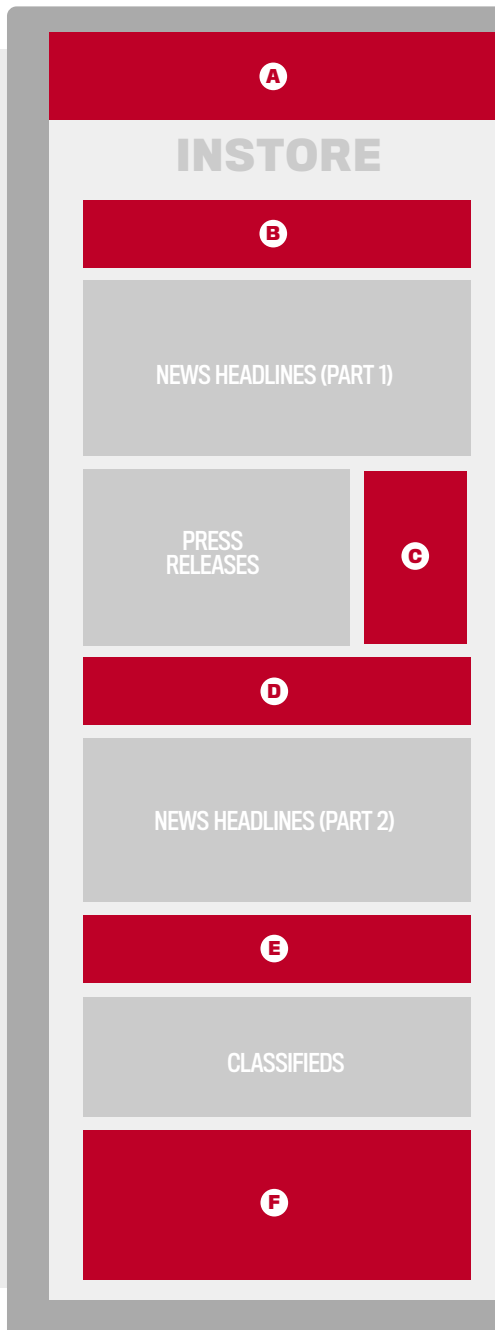 A
INSTORE
B
NEWS HEADLINES (PART 1)
PRESS
RELEASES
C
D
NEWS HEADLINES (PART 2)
E
CLASSIFIEDS
F